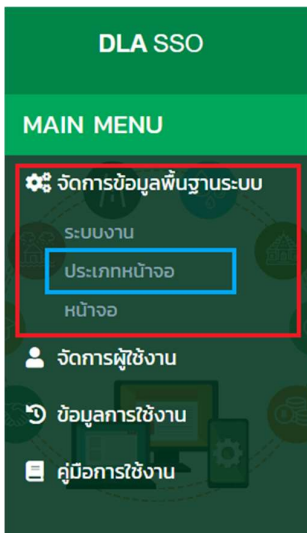 DLA SSO
MAIN MENU
จัดการข้อมูลพื้นฐานระบบ
ระบบงาน
ประเภทหน้าจอ
หน้าจอ
จัดการผู้ใช้งาน
ข้อมูลการใช้งาน
คู่มือการใช้งาน